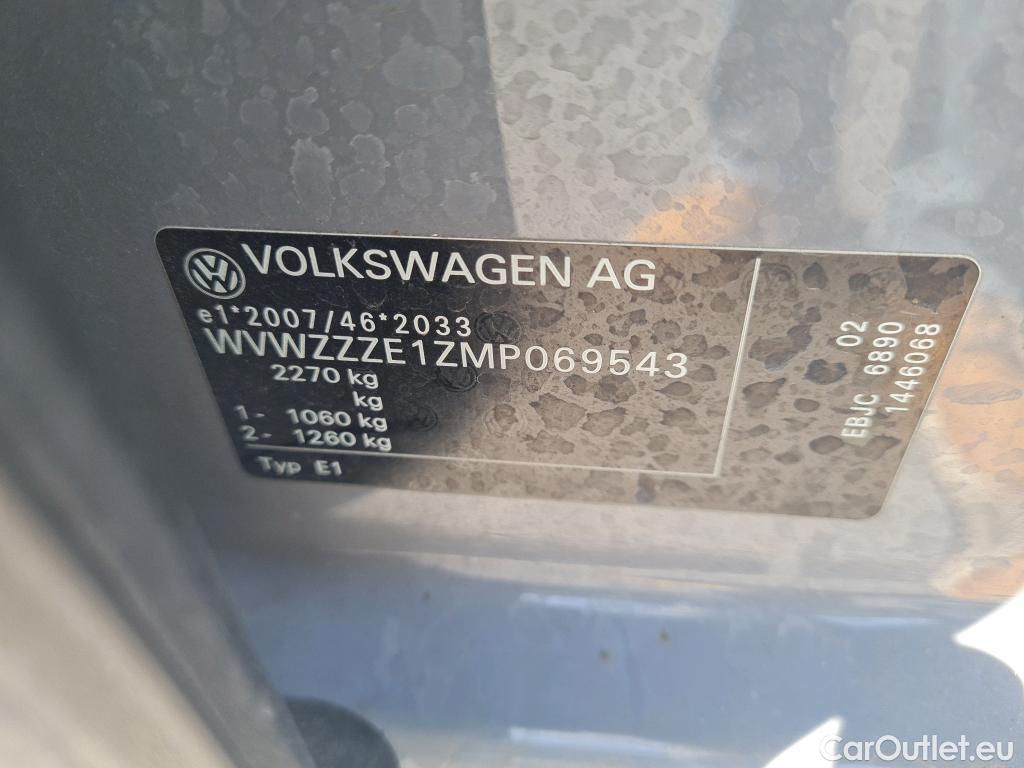 VOLKSWAGEN AG
e1*2007/46*2033
WVWZZZE1ZMP069543
2270 kg
kg
1- 1060 kg
2- 1260 kg
Typ E1
EBJC 6890 02
1446068
CarOutlet.eu